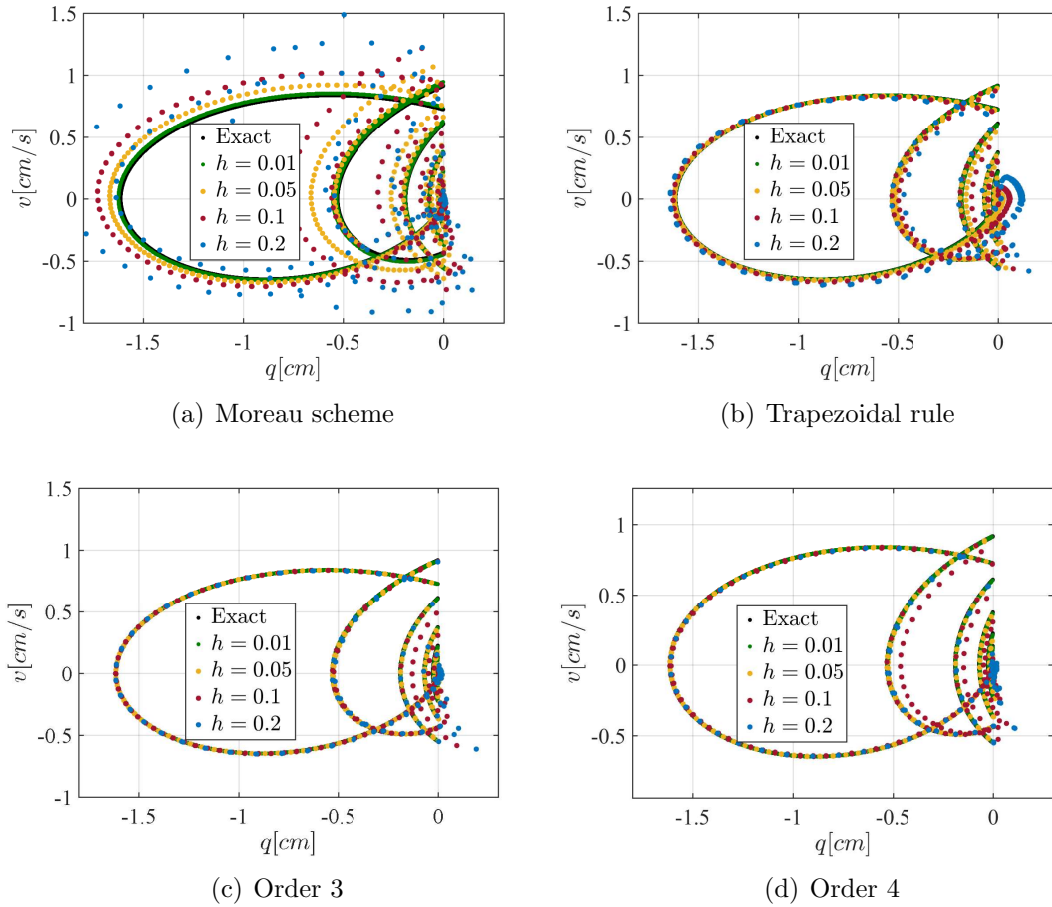 1.5
1
0.5
0
-0.5
-1
v[cm/s]
Exact
h = 0.01
h = 0.05
h = 0.1
h = 0.2
-1.5 -1 -0.5 0
q[cm]
(a) Moreau scheme
1.5
1
0.5
0
-0.5
-1
v[cm/s]
Exact
h = 0.01
h = 0.05
h = 0.1
h = 0.2
-1.5 -1 -0.5 0
q[cm]
(b) Trapezoidal rule
1.5
1
0.5
0
-0.5
-1
v[cm/s]
Exact
h = 0.01
h = 0.05
h = 0.1
h = 0.2
-1.5 -1 -0.5 0
q[cm]
(c) Order 3
1
0.5
0
-0.5
v[cm/s]
Exact
h = 0.01
h = 0.05
h = 0.1
h = 0.2
-1.5 -1 -0.5 0
q[cm]
(d) Order 4